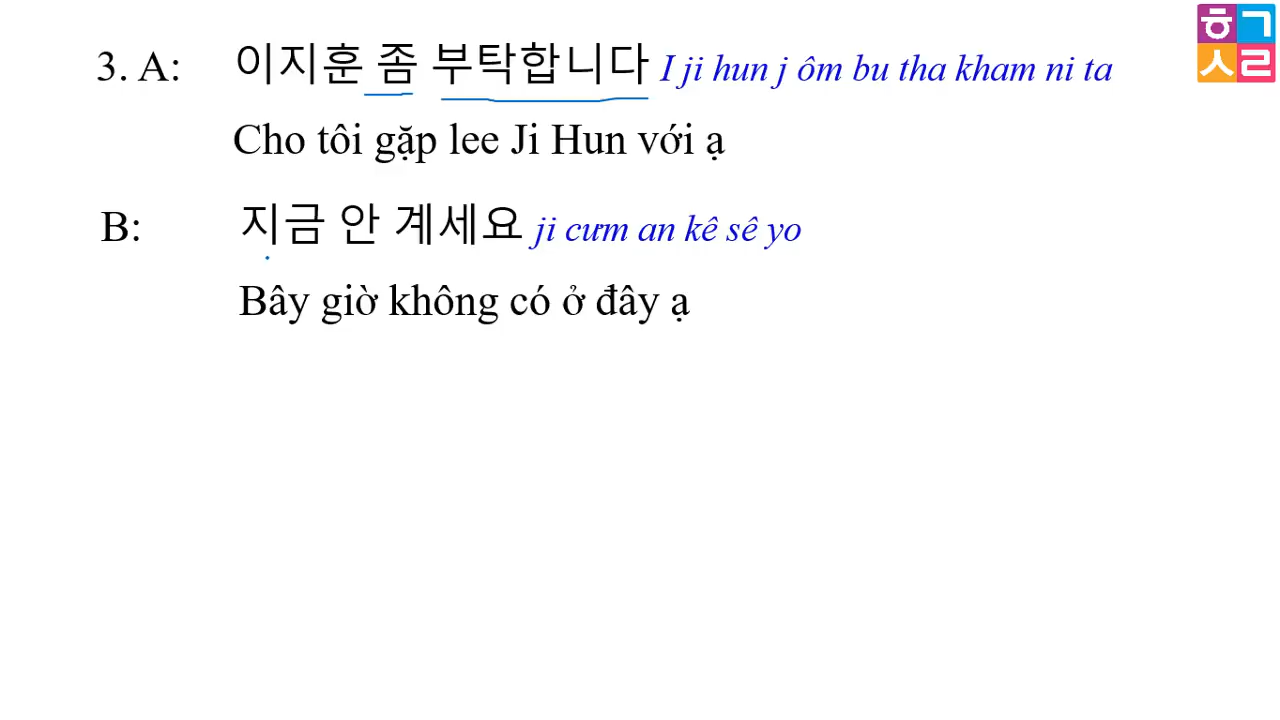 3. A: 이지훈 좀 부탁합니다 I ji hun j ôm bu tha kham ni ta
Cho tôi gặp lee Ji Hun với ạ
B: 지금 안 계세요 ji cưm an kê sê yo
Bây giờ không có ở đây ạ
ㅎㄱ
ㅅㄹ